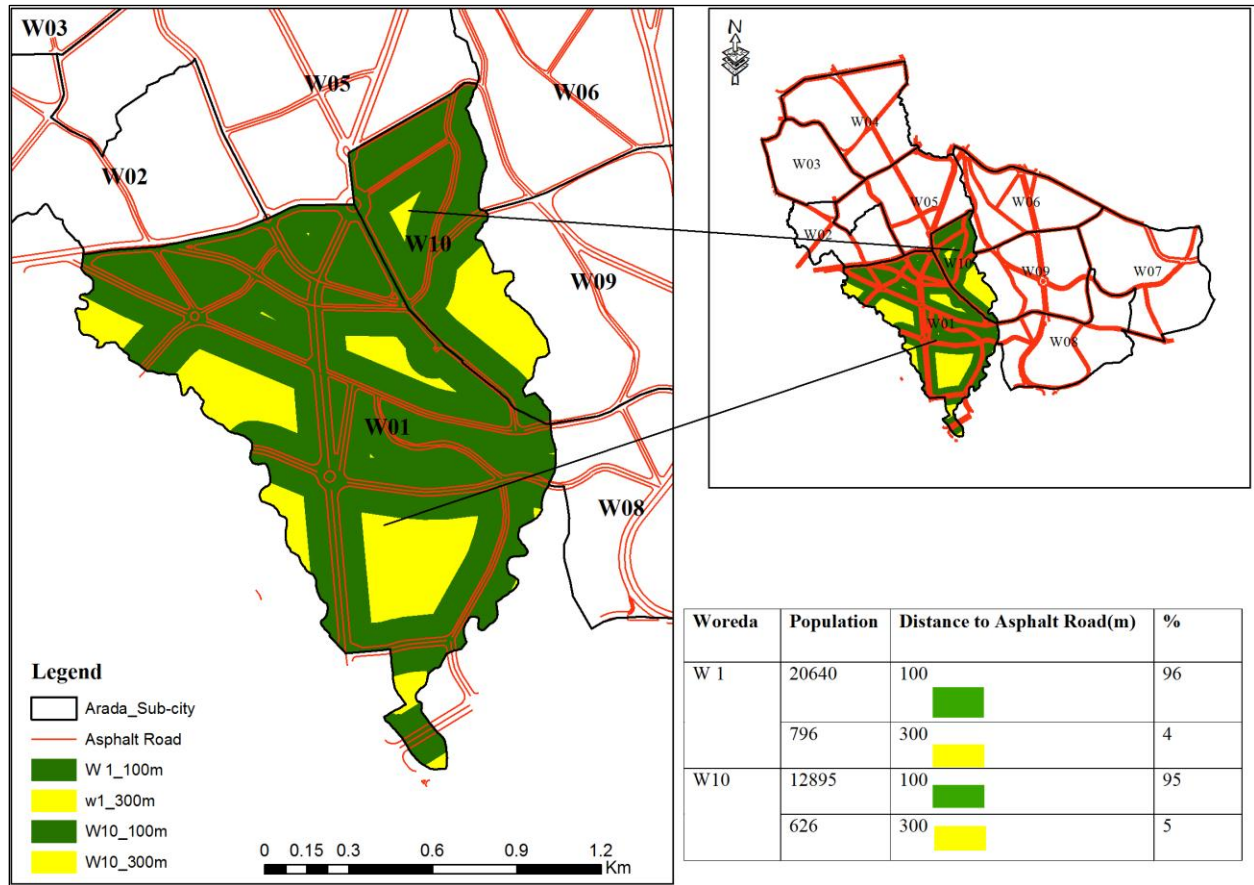 W03
W05
W06
W02
W10
W09
W01
W08
Legend
Arada_Sub-city
Asphalt Road
W 1_100m
w1_300m
W10_100m
W10_300m
0 0.15 0.3 0.6 0.9 1.2
Km
N
W04
W03
W05
W06
W02
W10
W09
W07
W01
W08
Woreda Population Distance to Asphalt Road(m) %
W 1 20640 100 96
796 300 4
W10 12895 100 95
626 300 5